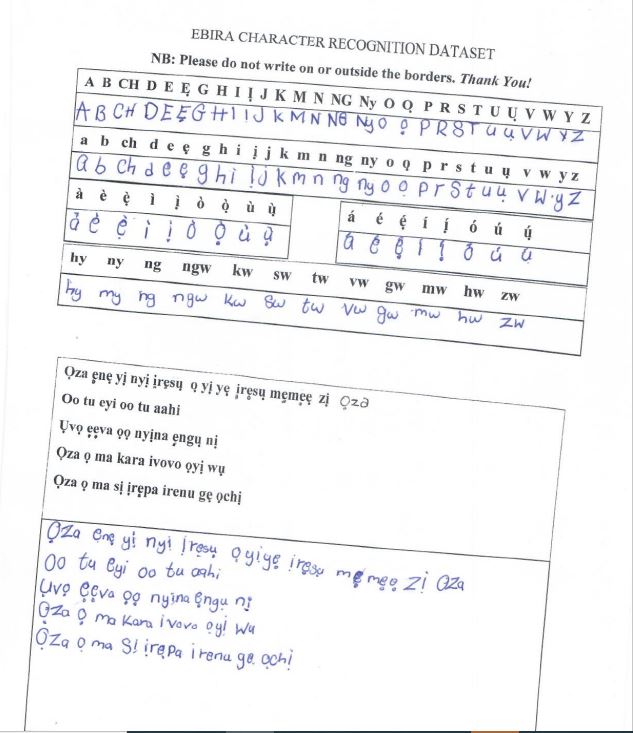 EBIRA CHARACTER RECOGNITION DATASET
NB: Please do not write on or outside the borders. Thank You!
A B CH D E Ẹ G H I Ị J K M N NG Ny O Ọ P R S T U Ụ V W Y Z
A B CH D E Ẹ G H I I J K M N NG Ny O Ọ P R S T U Ụ V W Y Z
a b ch d e ẹ g h i ị j k m n ng ny o ọ p r s t u ụ v w y z
a b ch d e ẹ g h i ị J k m n ng ny o ọ p r S t u ụ v w y z
à è ẹ̀ ì ị̀ ò ọ̀ ù ụ̀
à è ẹ̀ ì ị̀ ò ọ̀ ù ụ̀
á é ẹ́ í ị́ ó ú ụ́
á é ẹ́ í ị́ ó ú ụ́
hy ny ng ngw kw sw tw vw gw mw hw zw
hy my ng ngw kw sw tw vw gw mw hw zw
Ọza ẹnẹ yị nyị ịrẹsụ ọ yị yẹ ịrẹsụ mẹmẹẹ zị Ọza
Oo tu eyi oo tu aahi
Ụvọ ẹẹva ọọ nyịna ẹngụ nị
Ọza ọ ma kara ivovo ọyị wụ
Ọza ọ ma sị ịrẹpa irenu gẹ ọchị
Ọza ẹnẹ yị nyi ịrẹsụ ọ yiyẹ ịrẹsụ mẹmẹẹ zị Oza
Oo tu eyi oo tu aahi
Ụvọ ẹẹva ọọ nyina ẹngụ nị
Ọza ọ ma kara ivovo ọyị wu
Ọza ọ ma Sị ịrẹpa irenu gẹ ọchị